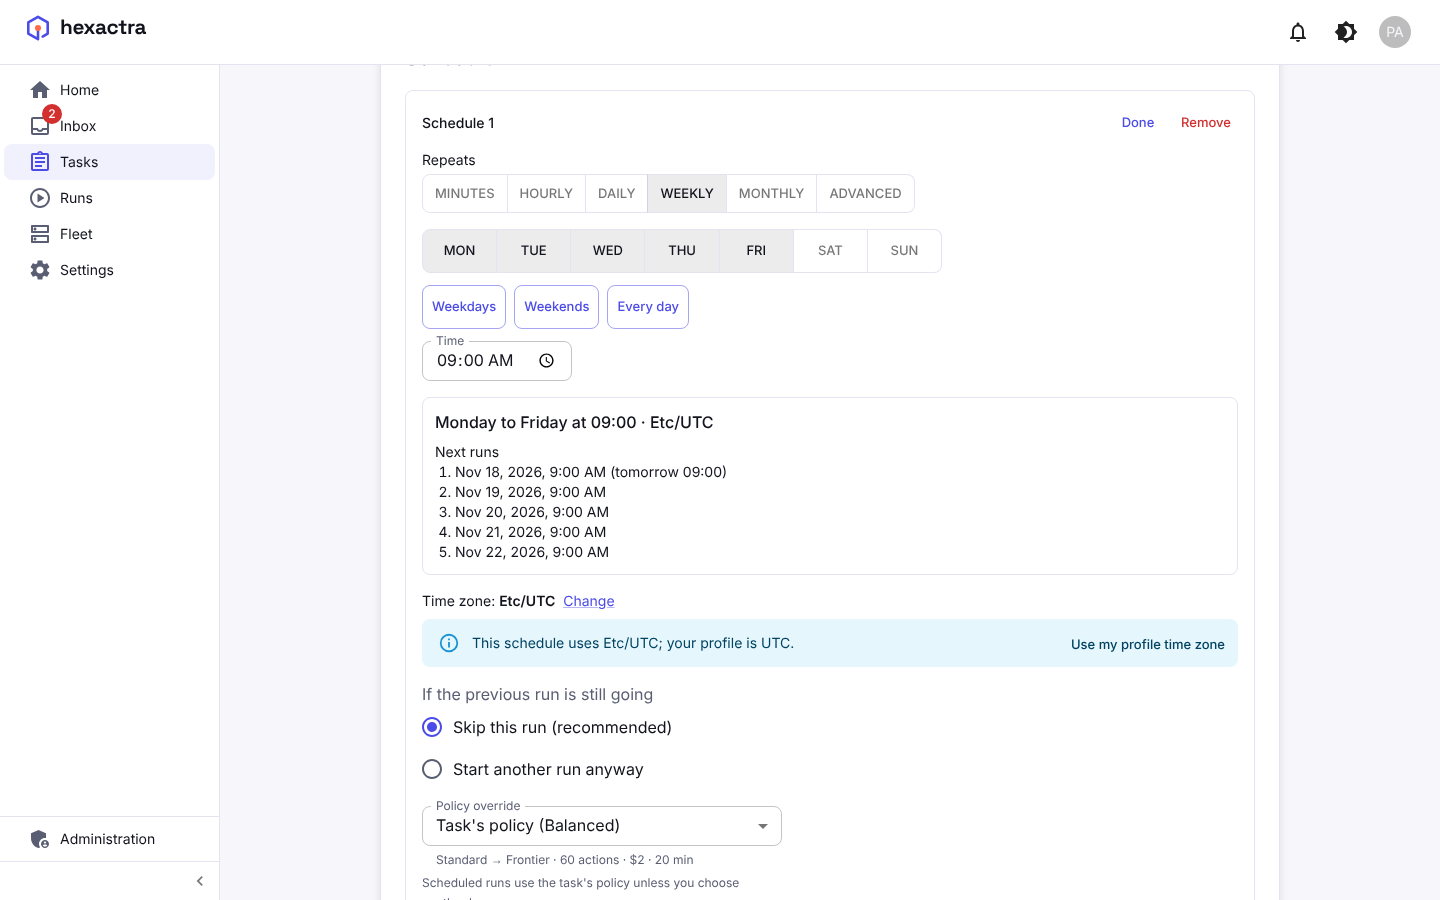 hexactra
PA
Home
2
Inbox
Tasks
Runs
Fleet
Settings
Administration
Schedule 1
Done
Remove
Repeats
MINUTES
HOURLY
DAILY
WEEKLY
MONTHLY
ADVANCED
MON
TUE
WED
THU
FRI
SAT
SUN
Weekdays
Weekends
Every day
Time
09:00 AM
Monday to Friday at 09:00 · Etc/UTC
Next runs
1. Nov 18, 2026, 9:00 AM (tomorrow 09:00)
2. Nov 19, 2026, 9:00 AM
3. Nov 20, 2026, 9:00 AM
4. Nov 21, 2026, 9:00 AM
5. Nov 22, 2026, 9:00 AM
Time zone: Etc/UTC Change
This schedule uses Etc/UTC; your profile is UTC.
Use my profile time zone
If the previous run is still going
Skip this run (recommended)
Start another run anyway
Policy override
Task's policy (Balanced)
Standard → Frontier · 60 actions · $2 · 20 min
Scheduled runs use the task's policy unless you choose